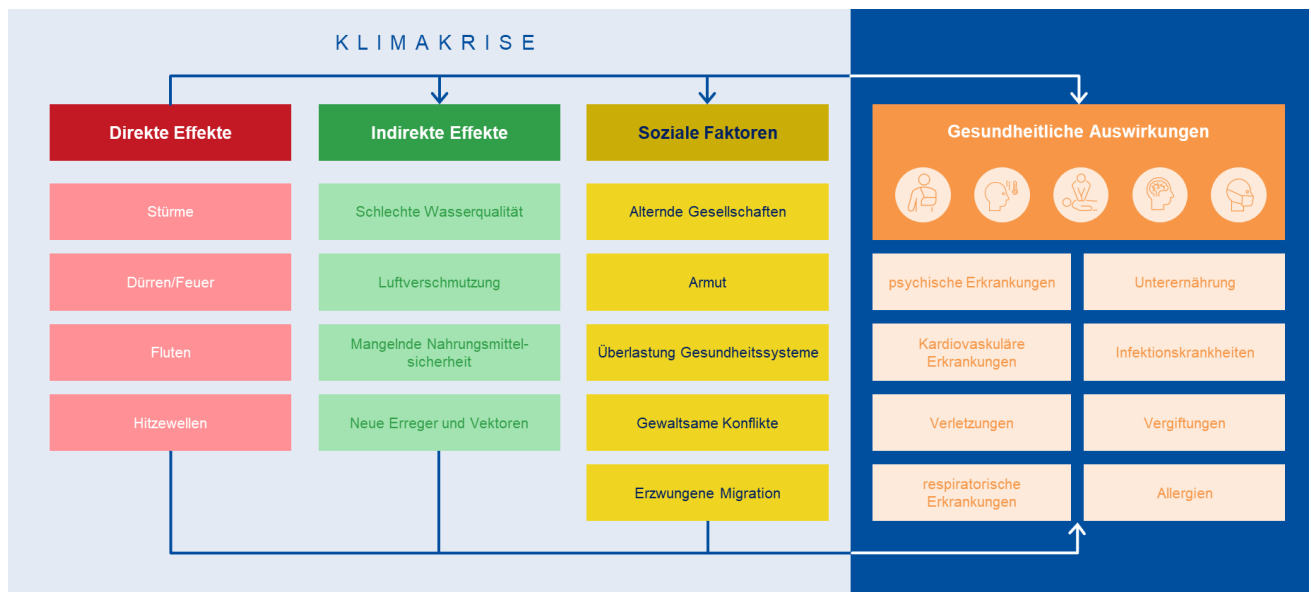 KLIMAKRISE
Direkte Effekte
Stürme
Dürren/Feuer
Fluten
Hitzewellen
Indirekte Effekte
Schlechte Wasserqualität
Luftverschmutzung
Mangelnde Nahrungsmittel-
sicherheit
Neue Erreger und Vektoren
Soziale Faktoren
Alternde Gesellschaften
Armut
Überlastung Gesundheitssysteme
Gewaltsame Konflikte
Erzwungene Migration
Gesundheitliche Auswirkungen
psychische Erkrankungen
Unterernährung
Kardiovaskuläre
Erkrankungen
Infektionskrankheiten
Verletzungen
Vergiftungen
respiratorische
Erkrankungen
Allergien